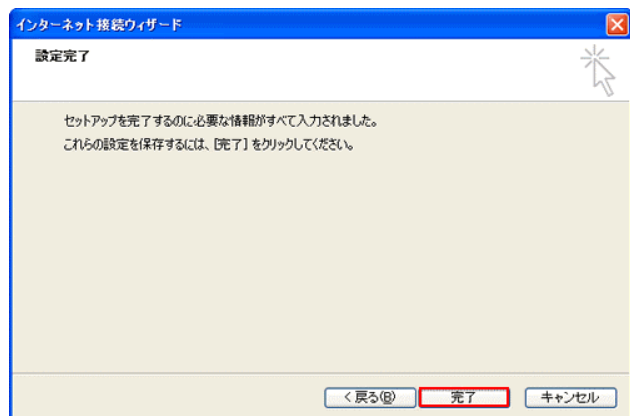 インターネット接続ウィザード
設定完了
セットアップを完了するのに必要な情報がすべて入力されました。
これらの設定を保存するには、[完了] をクリックしてください。
< 戻る(B)
完了
キャンセル